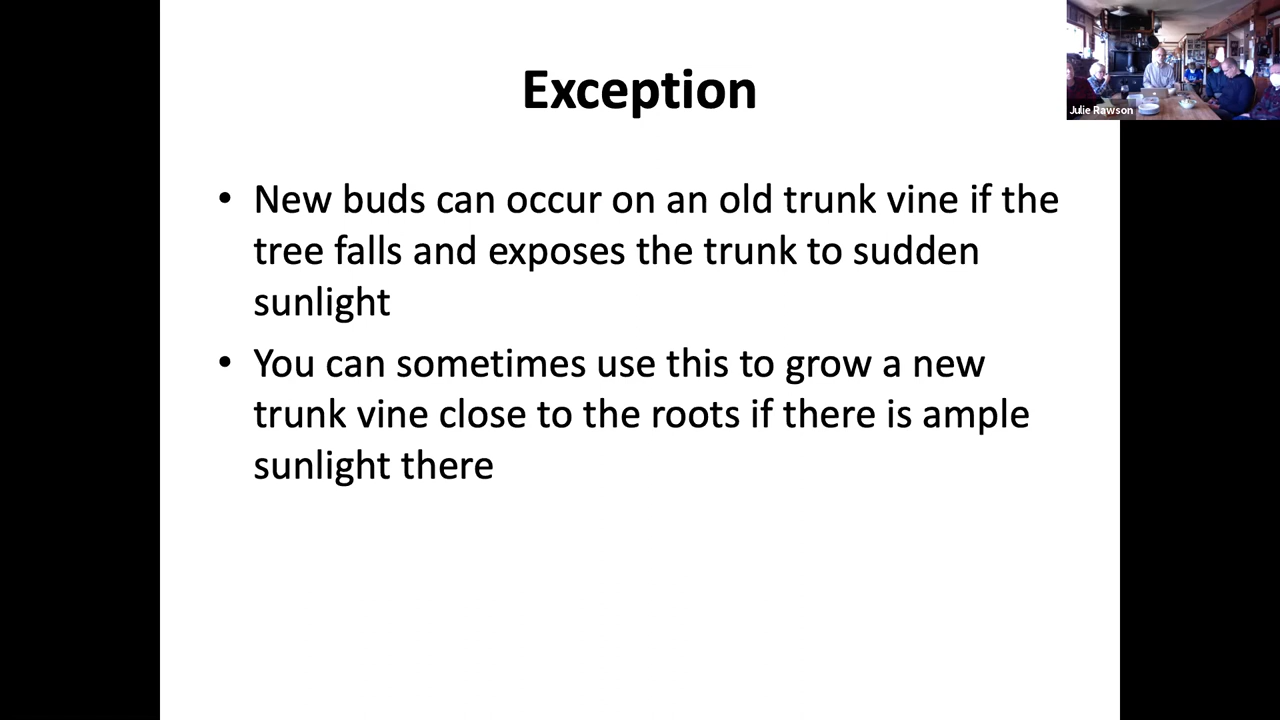 Exception
Julie Rawson
• New buds can occur on an old trunk vine if the
tree falls and exposes the trunk to sudden
sunlight
• You can sometimes use this to grow a new
trunk vine close to the roots if there is ample
sunlight there